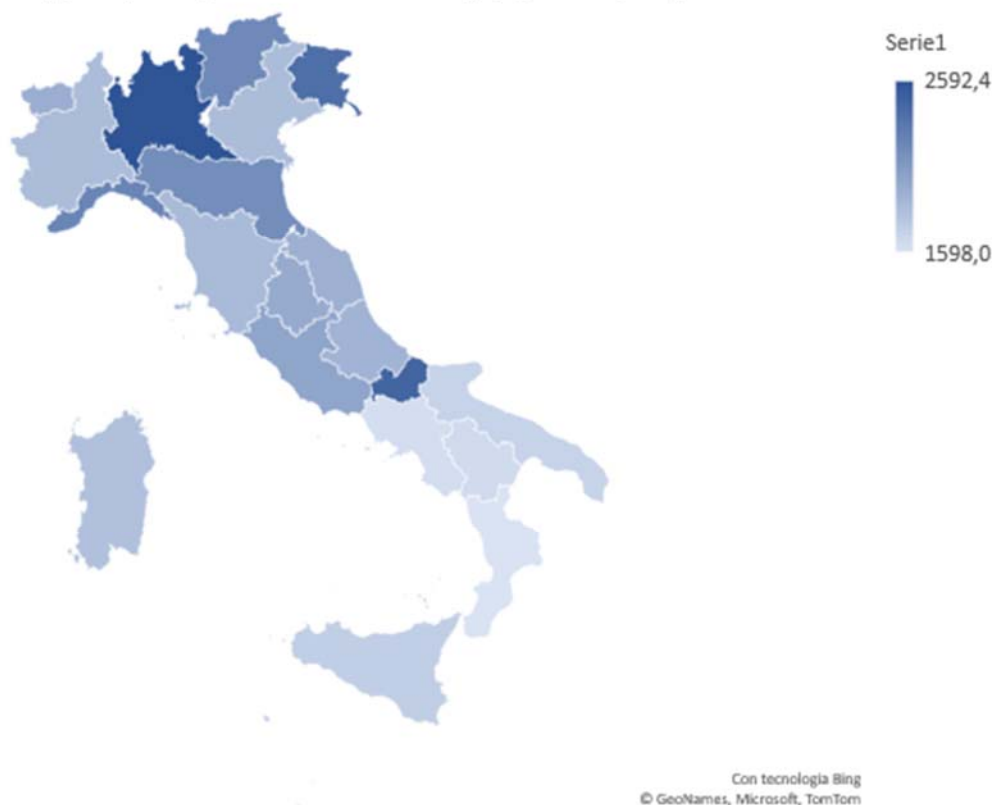 Serie1
2592,4
1598,0
Con tecnologia Bing
© GeoNames, Microsoft, TomTom